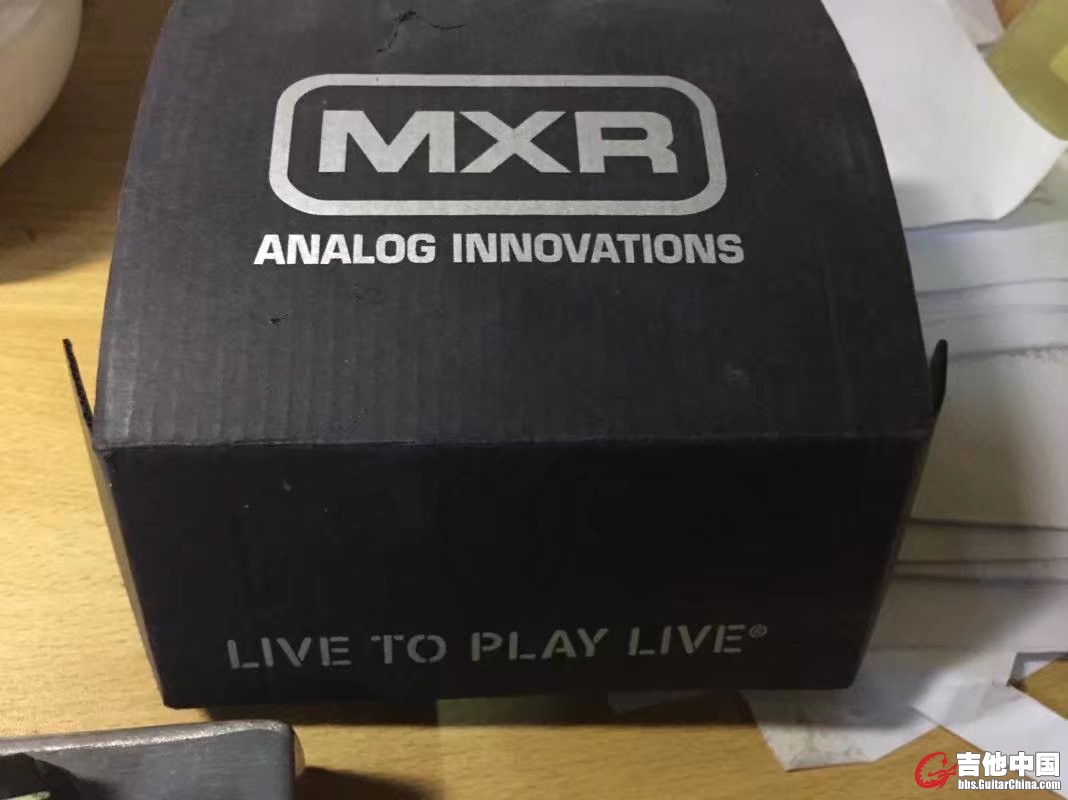 MXR
ANALOG INNOVATIONS
LIVE TO PLAY LIVE®
吉他中国
bbs.GuitarChina.com